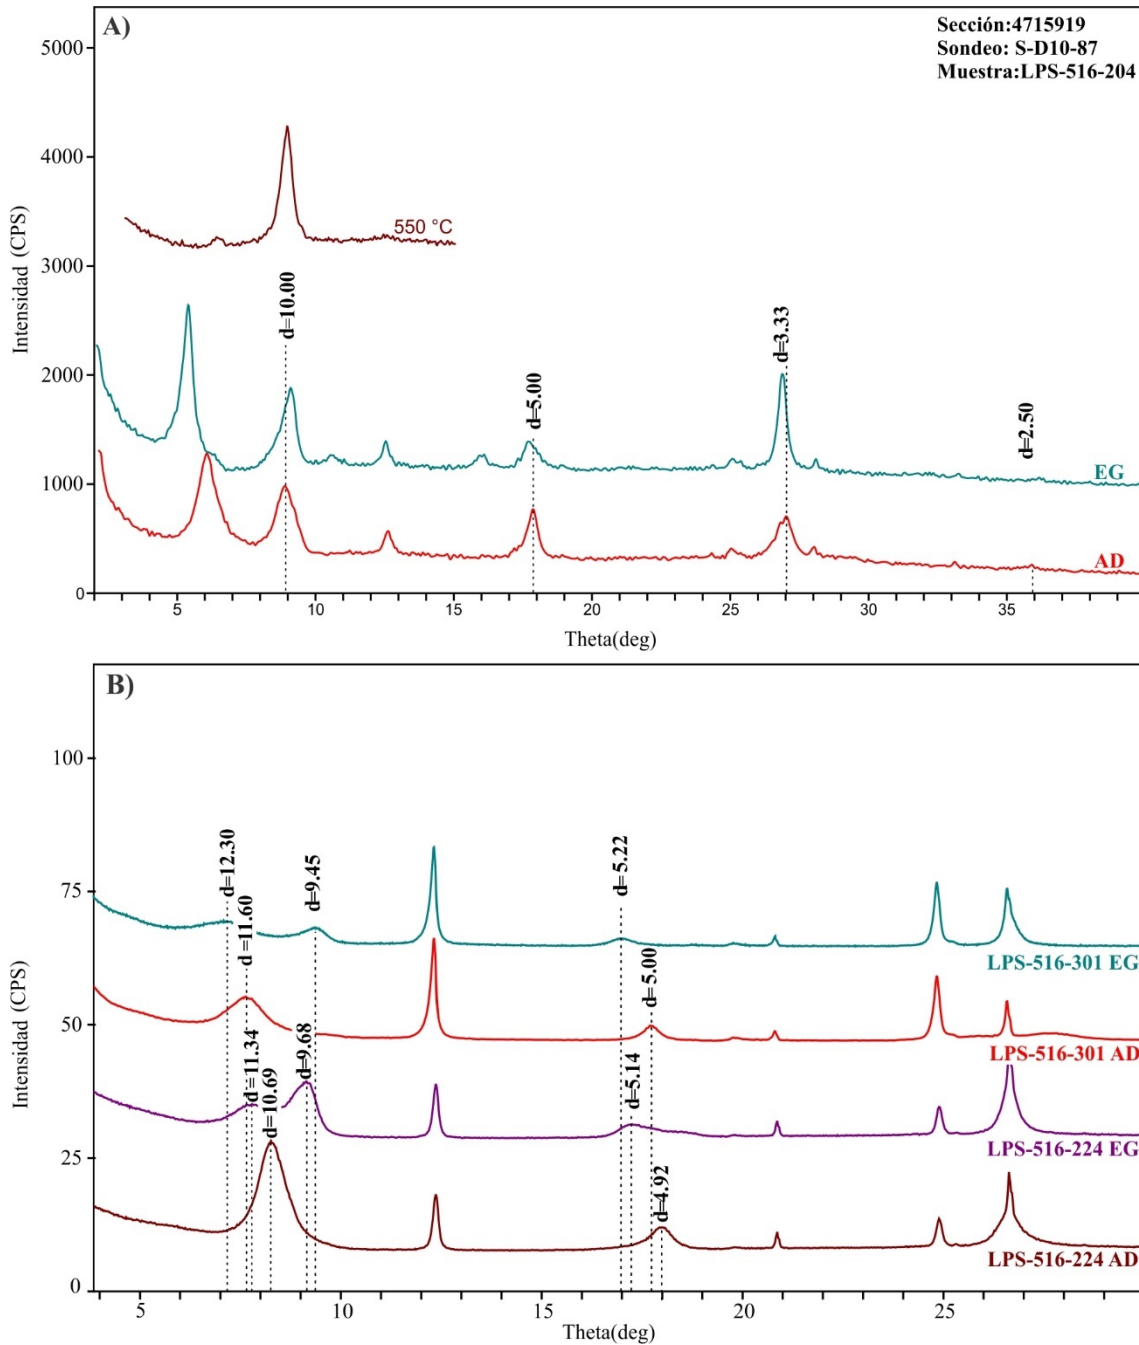 A)
Sección:4715919
Sondeo: S-D10-87
Muestra:LPS-516-204
5000
4000
3000
2000
1000
0
Intensidad (CPS)
550 °C
d=10.00
d=5.00
d=3.33
d=2.50
EG
AD
5
10
15
20
25
30
35
Theta(deg)
B)
100
75
50
25
0
Intensidad (CPS)
d=12.30
d=11.60
d=9.45
d=5.22
LPS-516-301 EG
d=11.34
d=10.69
d=9.68
d=5.14
d=5.00
LPS-516-301 AD
LPS-516-224 EG
d=4.92
LPS-516-224 AD
5
10
15
20
25
Theta(deg)